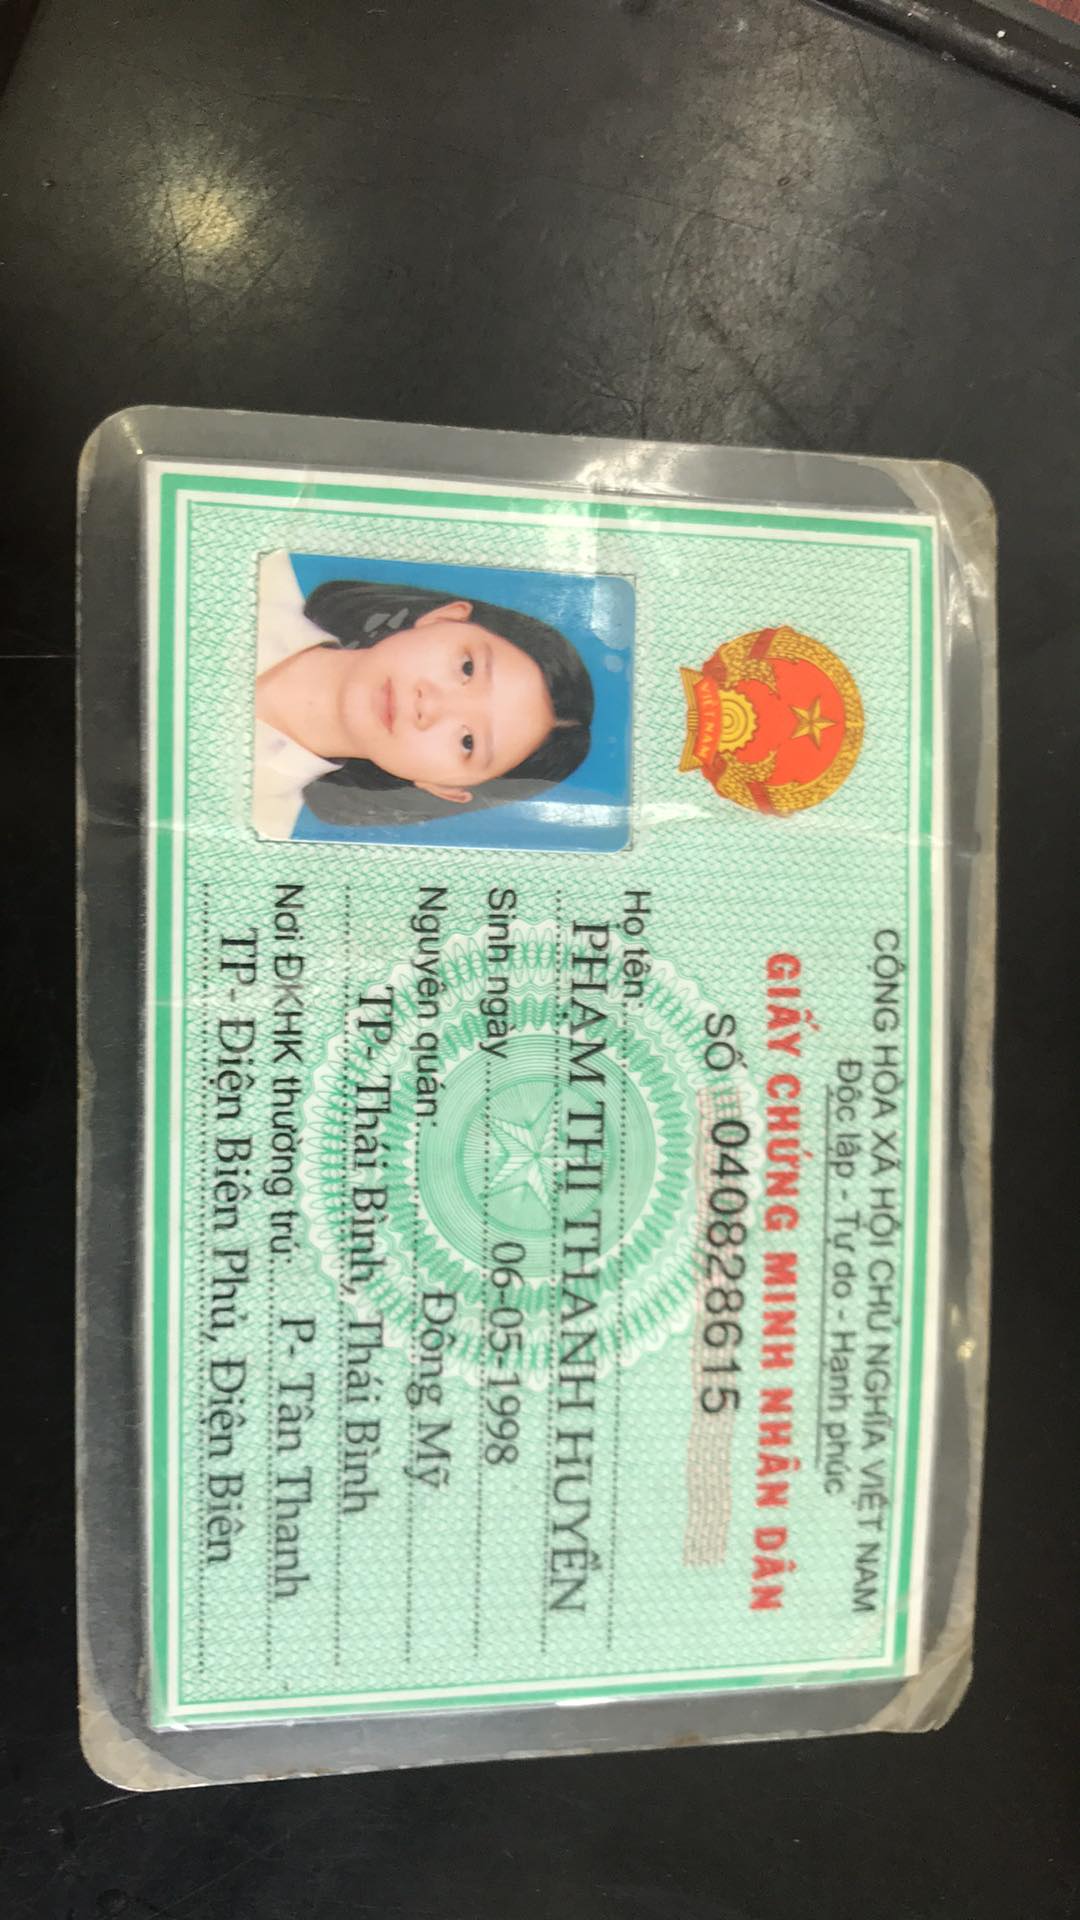 CỘNG HÒA XÃ HỘI CHỦ NGHĨA VIỆT NAM
Độc lập - Tự do - Hạnh phúc
GIẤY CHỨNG MINH NHÂN DÂN
SỐ 040828615
VIỆT NAM
Họ tên:
PHẠM THỊ THANH HUYỀN
Sinh ngày 06-05-1998
Nguyên quán: Đông Mỹ
TP- Thái Bình, Thái Bình
Nơi ĐKHK thường trú: P- Tân Thanh
TP- Điện Biên Phủ, Điện Biên